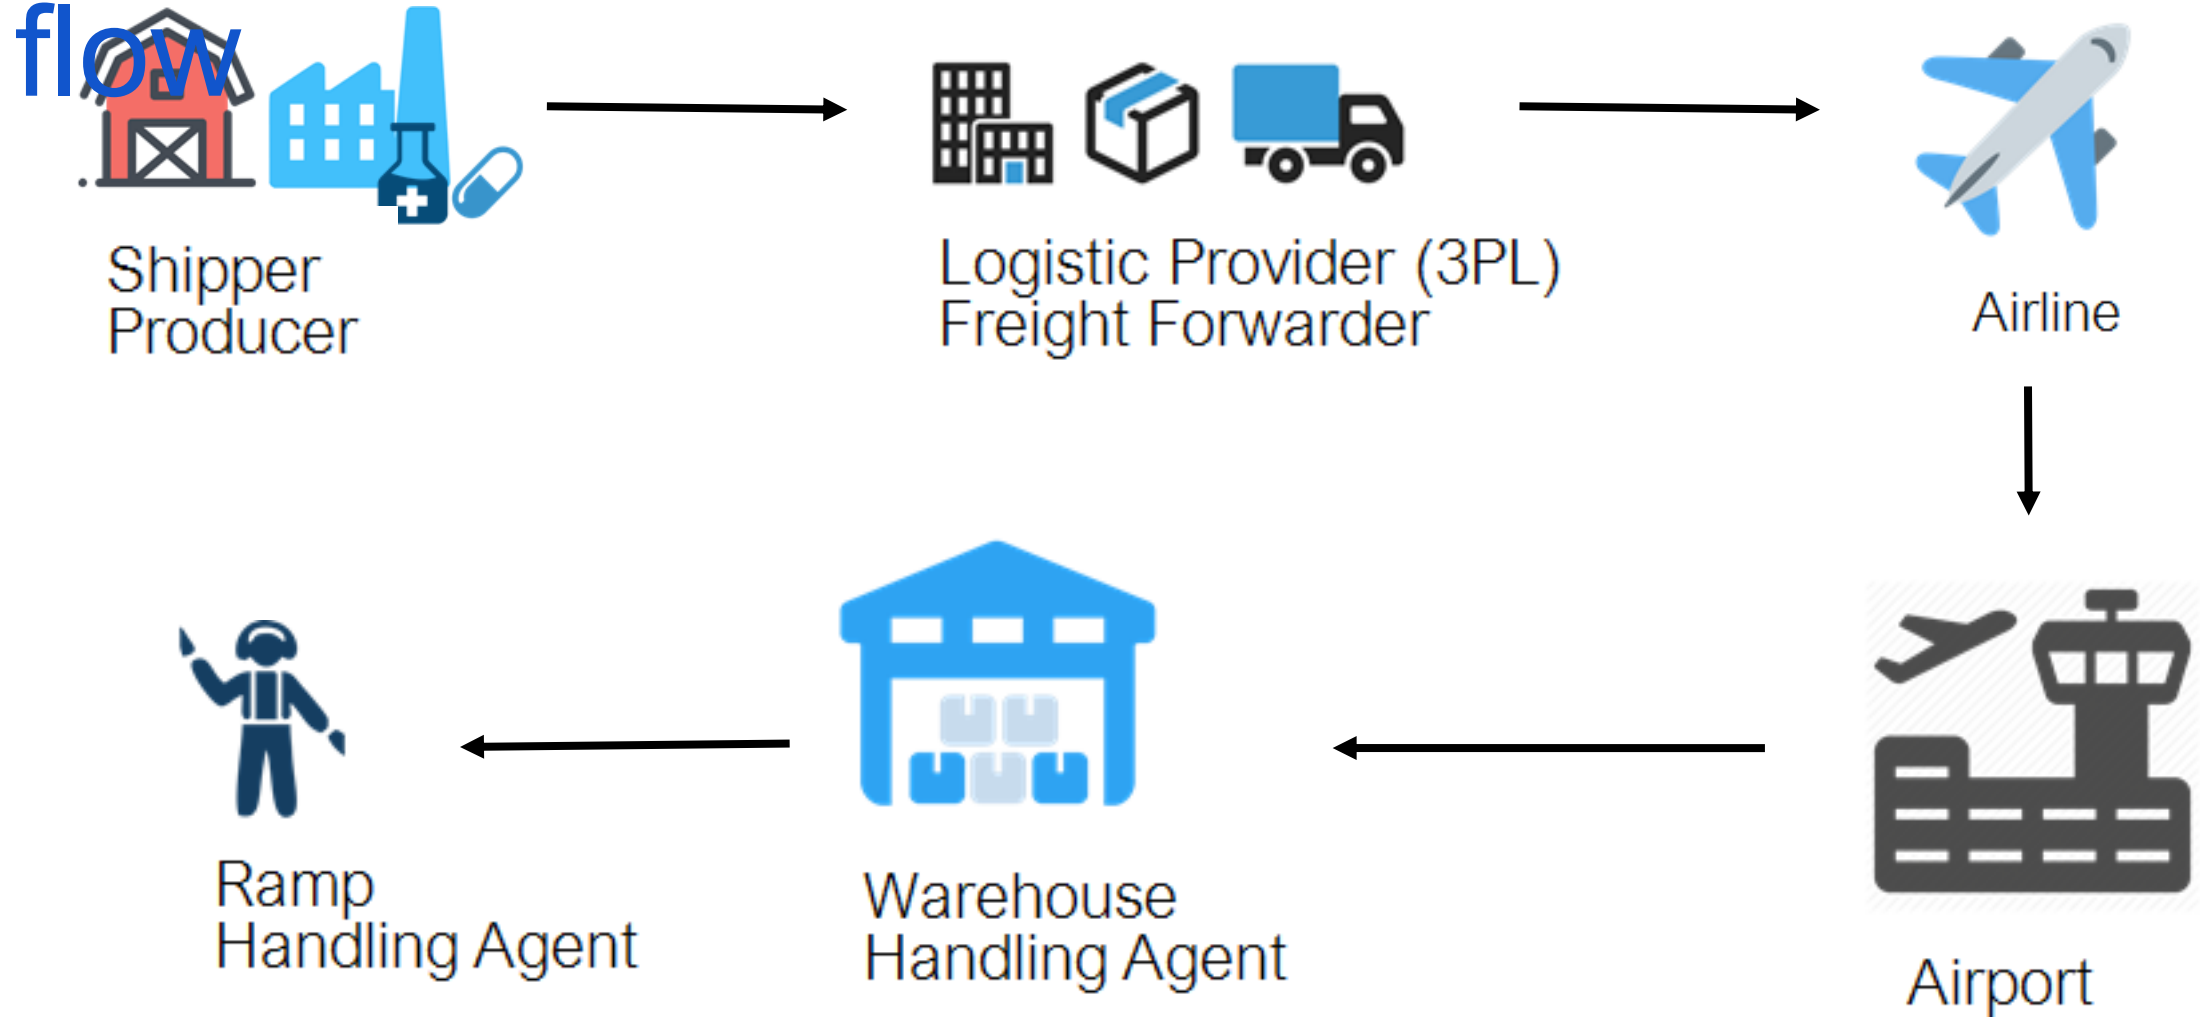 flow
Shipper
Producer
Logistic Provider (3PL)
Freight Forwarder
Airline
Ramp
Handling Agent
Warehouse
Handling Agent
Airport